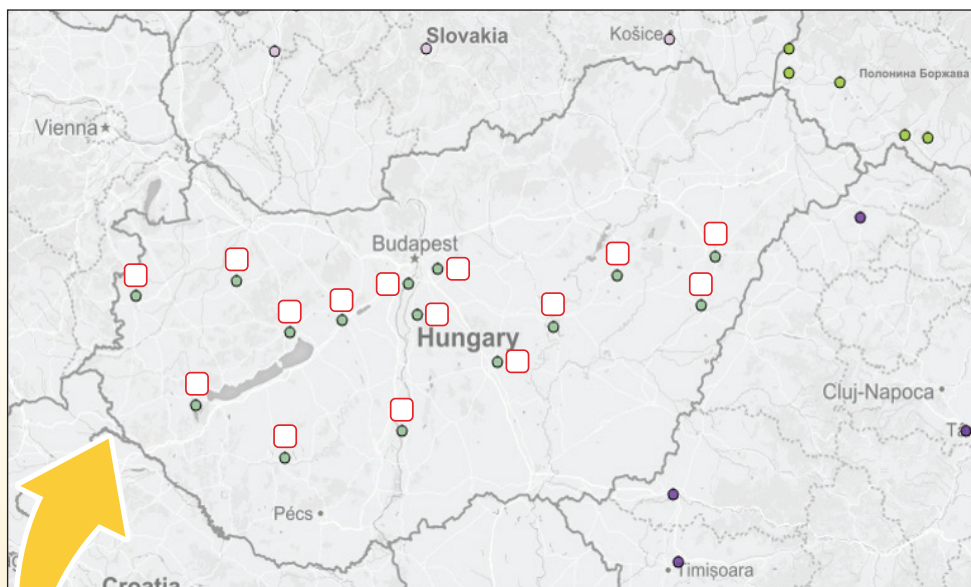 Slovakia
Košice
Полонина Боржава
Vienna
Budapest
Hungary
Cluj-Napoca
Pécs
Timișoara
Croatia